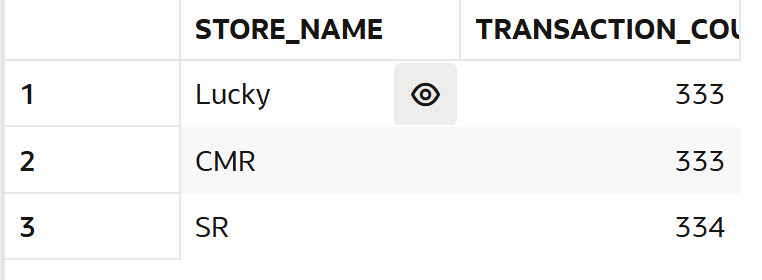 STORE_NAME TRANSACTION_COU
1 Lucky 333
2 CMR 333
3 SR 334